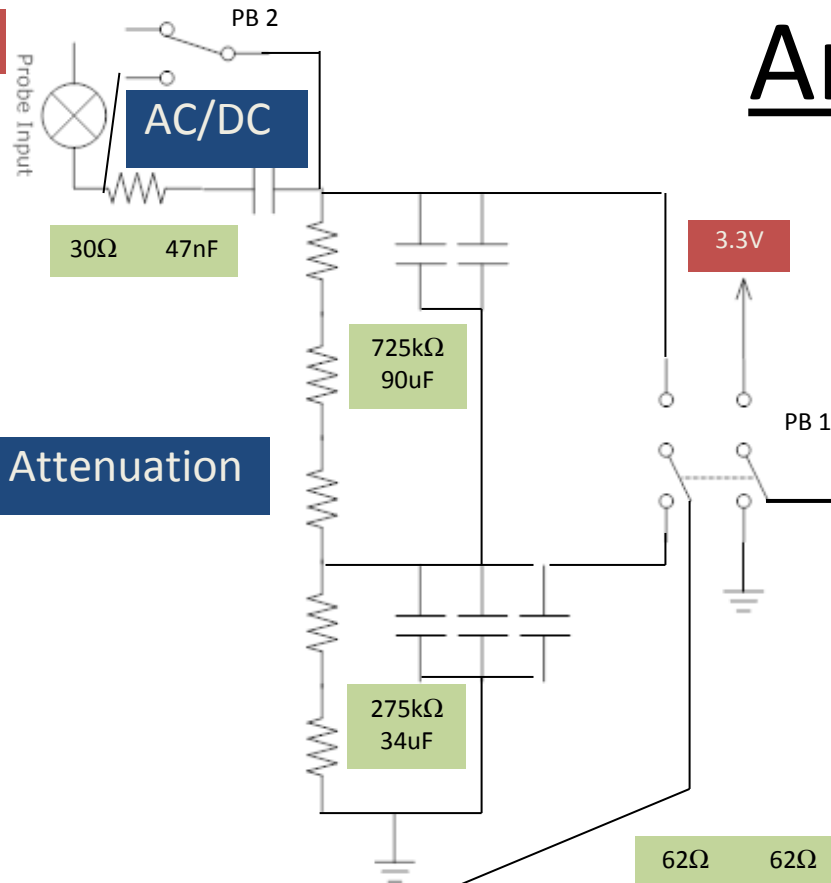 PB 2
Probe Input
AC/DC
30Ω 47nF
3.3V
725kΩ
90uF
PB 1
Attenuation
275kΩ
34uF
62Ω 62Ω